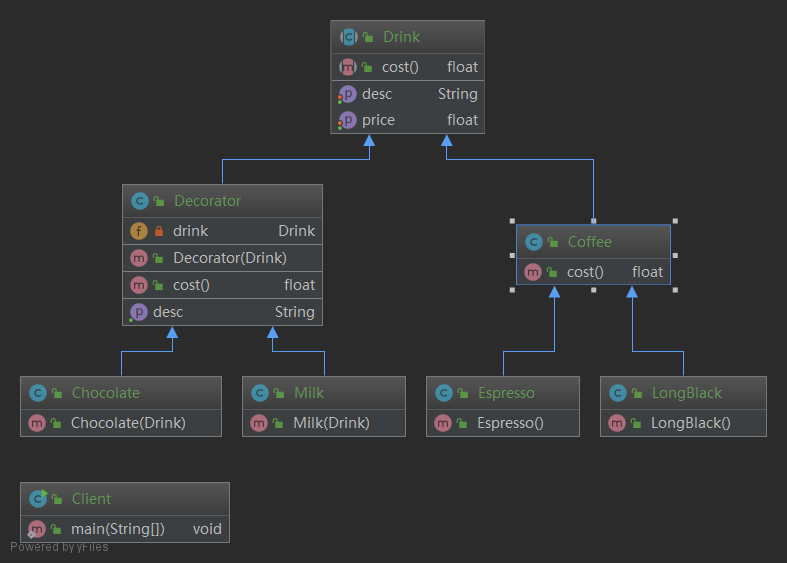 Drink
cost() float
desc String
price float
Decorator
drink Drink
Decorator(Drink)
cost() float
desc String
Coffee
cost() float
Chocolate
Chocolate(Drink)
Milk
Milk(Drink)
Espresso
Espresso()
LongBlack
LongBlack()
Client
main(String[]) void
Powered by yFiles